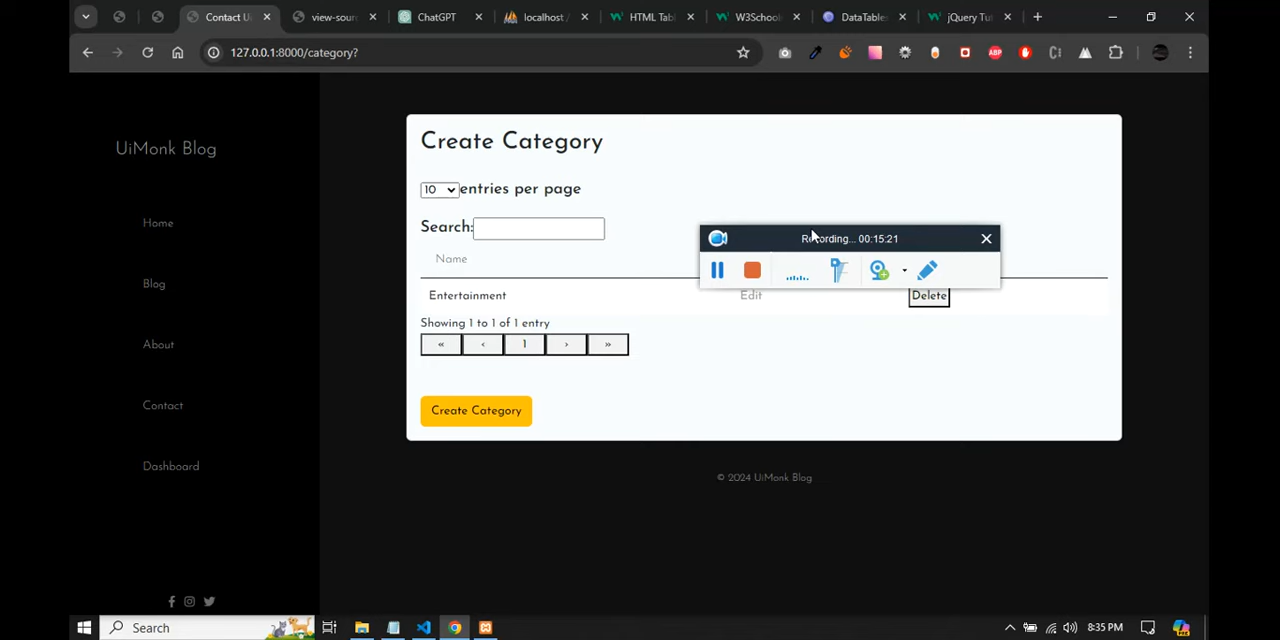 Contact U
view-sour
ChatGPT
localhost /
HTML Tab
W3School
DataTable
jQuery Tut
127.0.0.1:8000/category?
ABP
UiMonk Blog
Home
Blog
About
Contact
Dashboard
Create Category
10 entries per page
Search:
Name
Entertainment Edit Delete
Showing 1 to 1 of 1 entry
« ‹ 1 › »
Create Category
Recording... 00:15:21
© 2024 UiMonk Blog
Search
8:35 PM